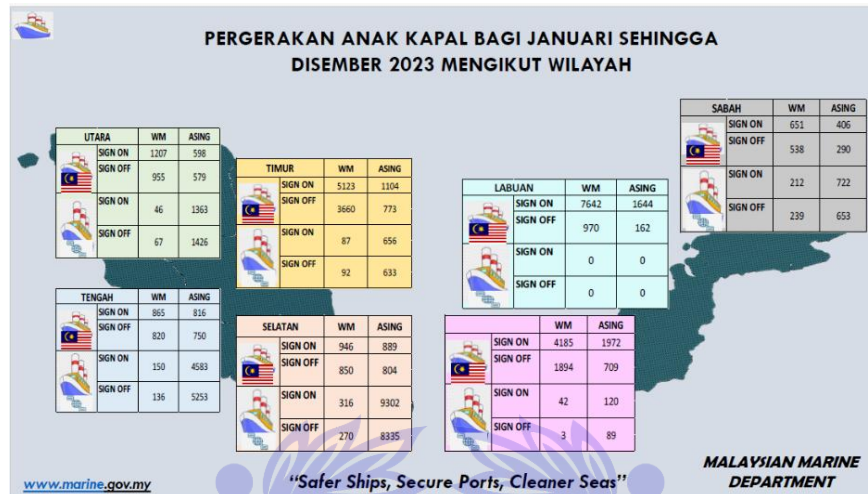 PERGERAKAN ANAK KAPAL BAGI JANUARI SEHINGGA
DISEMBER 2023 MENGIKUT WILAYAH
UTARA WM ASING
SIGN ON 1207 598
SIGN OFF 955 579
SIGN ON 46 1363
SIGN OFF 67 1426
TIMUR WM ASING
SIGN ON 5123 1104
SIGN OFF 3660 773
SIGN ON 87 656
SIGN OFF 92 633
LABUAN WM ASING
SIGN ON 7642 1644
SIGN OFF 970 162
SIGN ON 0 0
SIGN OFF 0 0
SABAH WM ASING
SIGN ON 651 406
SIGN OFF 538 290
SIGN ON 212 722
SIGN OFF 239 653
TENGAH WM ASING
SIGN ON 865 816
SIGN OFF 820 750
SIGN ON 150 4583
SIGN OFF 136 5253
SELATAN WM ASING
SIGN ON 946 889
SIGN OFF 850 804
SIGN ON 316 9302
SIGN OFF 270 8335
WM ASING
SIGN ON 4185 1972
SIGN OFF 1894 709
SIGN ON 42 120
SIGN OFF 3 89
www.marine.gov.my
“Safer Ships, Secure Ports, Cleaner Seas”
MALAYSIAN MARINE
DEPARTMENT